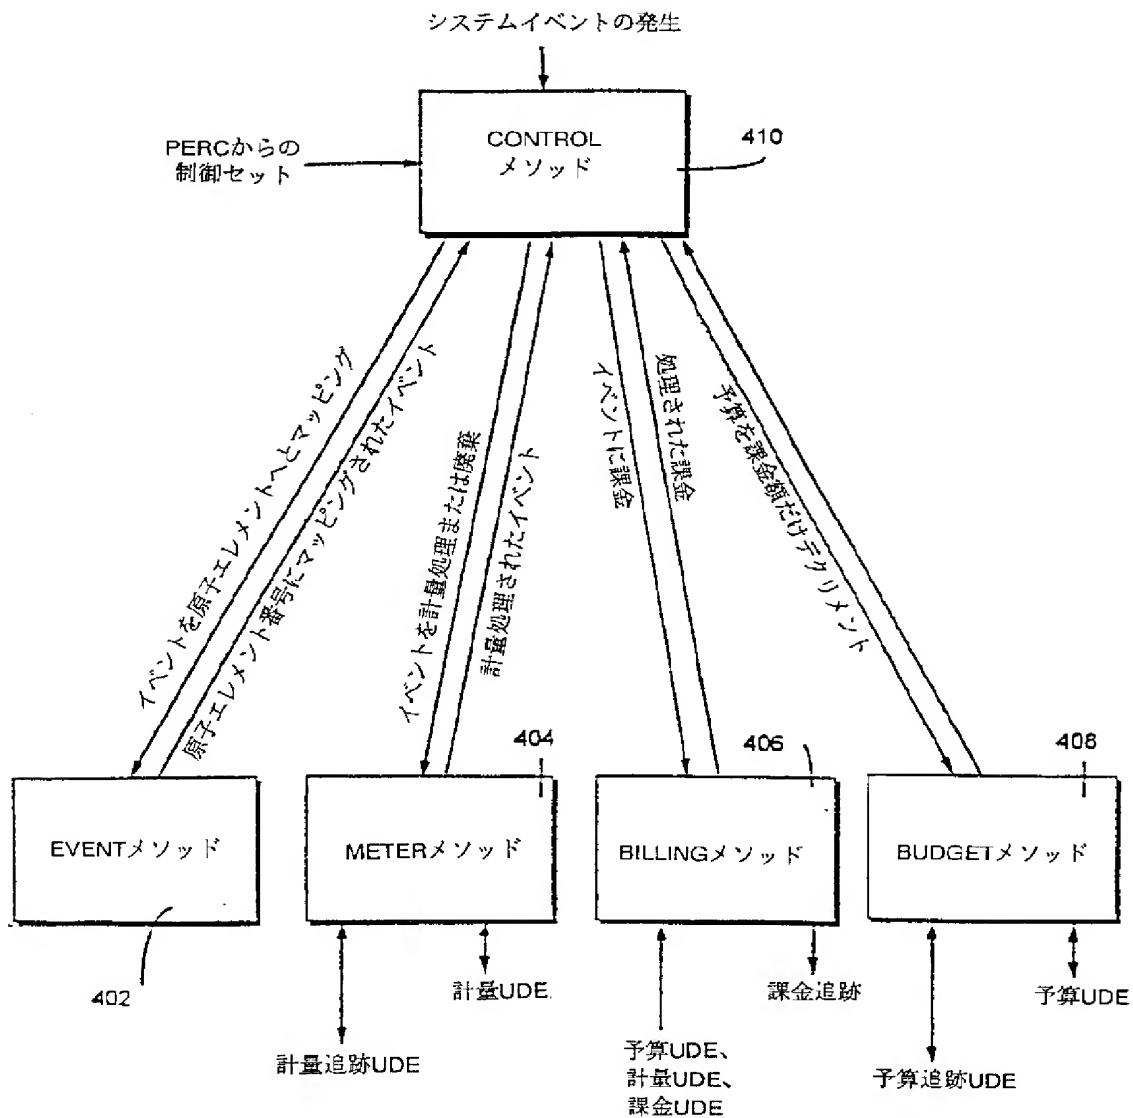 システムイベントの発生
PERCからの
制御セット
CONTROL
メソッド
410
イベントを原子エレメントへとマッピング
原子エレメント番号にマッピングされたイベント
イベントを計量処理または廃棄
計量処理されたイベント
イベントに課金
処理された課金
予算を課金額だけデクリメント
404
406
408
EVENTメソッド
METERメソッド
BILLINGメソッド
BUDGETメソッド
402
計量UDE
課金追跡
予算UDE
計量追跡UDE
予算UDE、
計量UDE、
課金UDE
予算追跡UDE